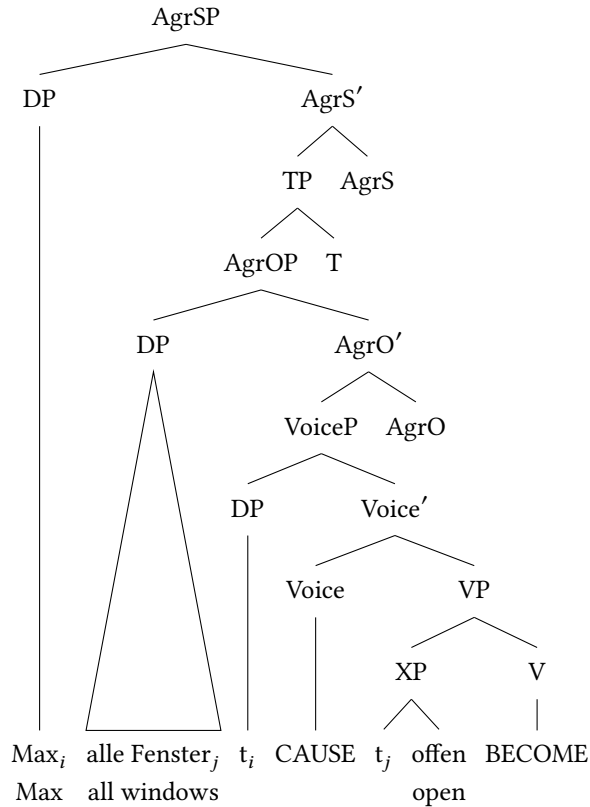 AgrSP
DP AgrS′
TP AgrS
AgrOP T
DP AgrO′
VoiceP AgrO
DP Voice′
Voice VP
XP V
Maxᵢ alle Fensterⱼ tᵢ CAUSE tⱼ offen BECOME
Max all windows open